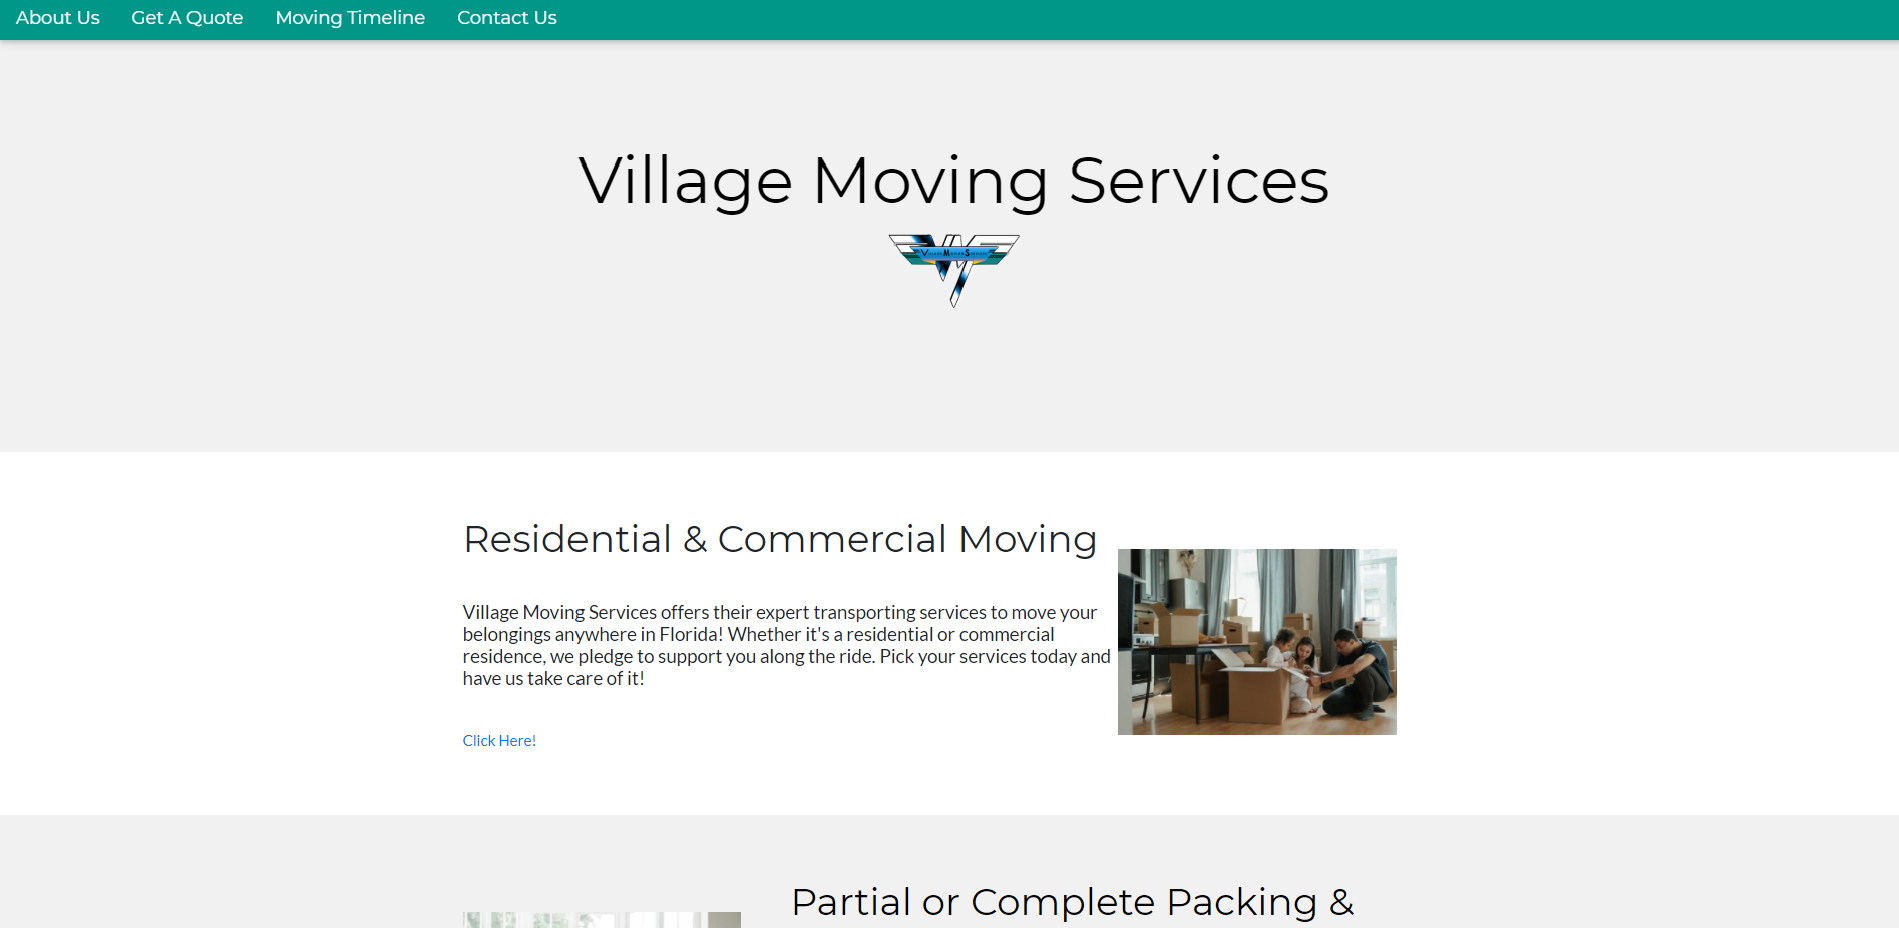 About Us Get A Quote Moving Timeline Contact Us
Village Moving Services
Village Moving Services
Residential & Commercial Moving
Village Moving Services offers their expert transporting services to move your
belongings anywhere in Florida! Whether it's a residential or commercial
residence, we pledge to support you along the ride. Pick your services today and
have us take care of it!
Click Here!
Partial or Complete Packing &